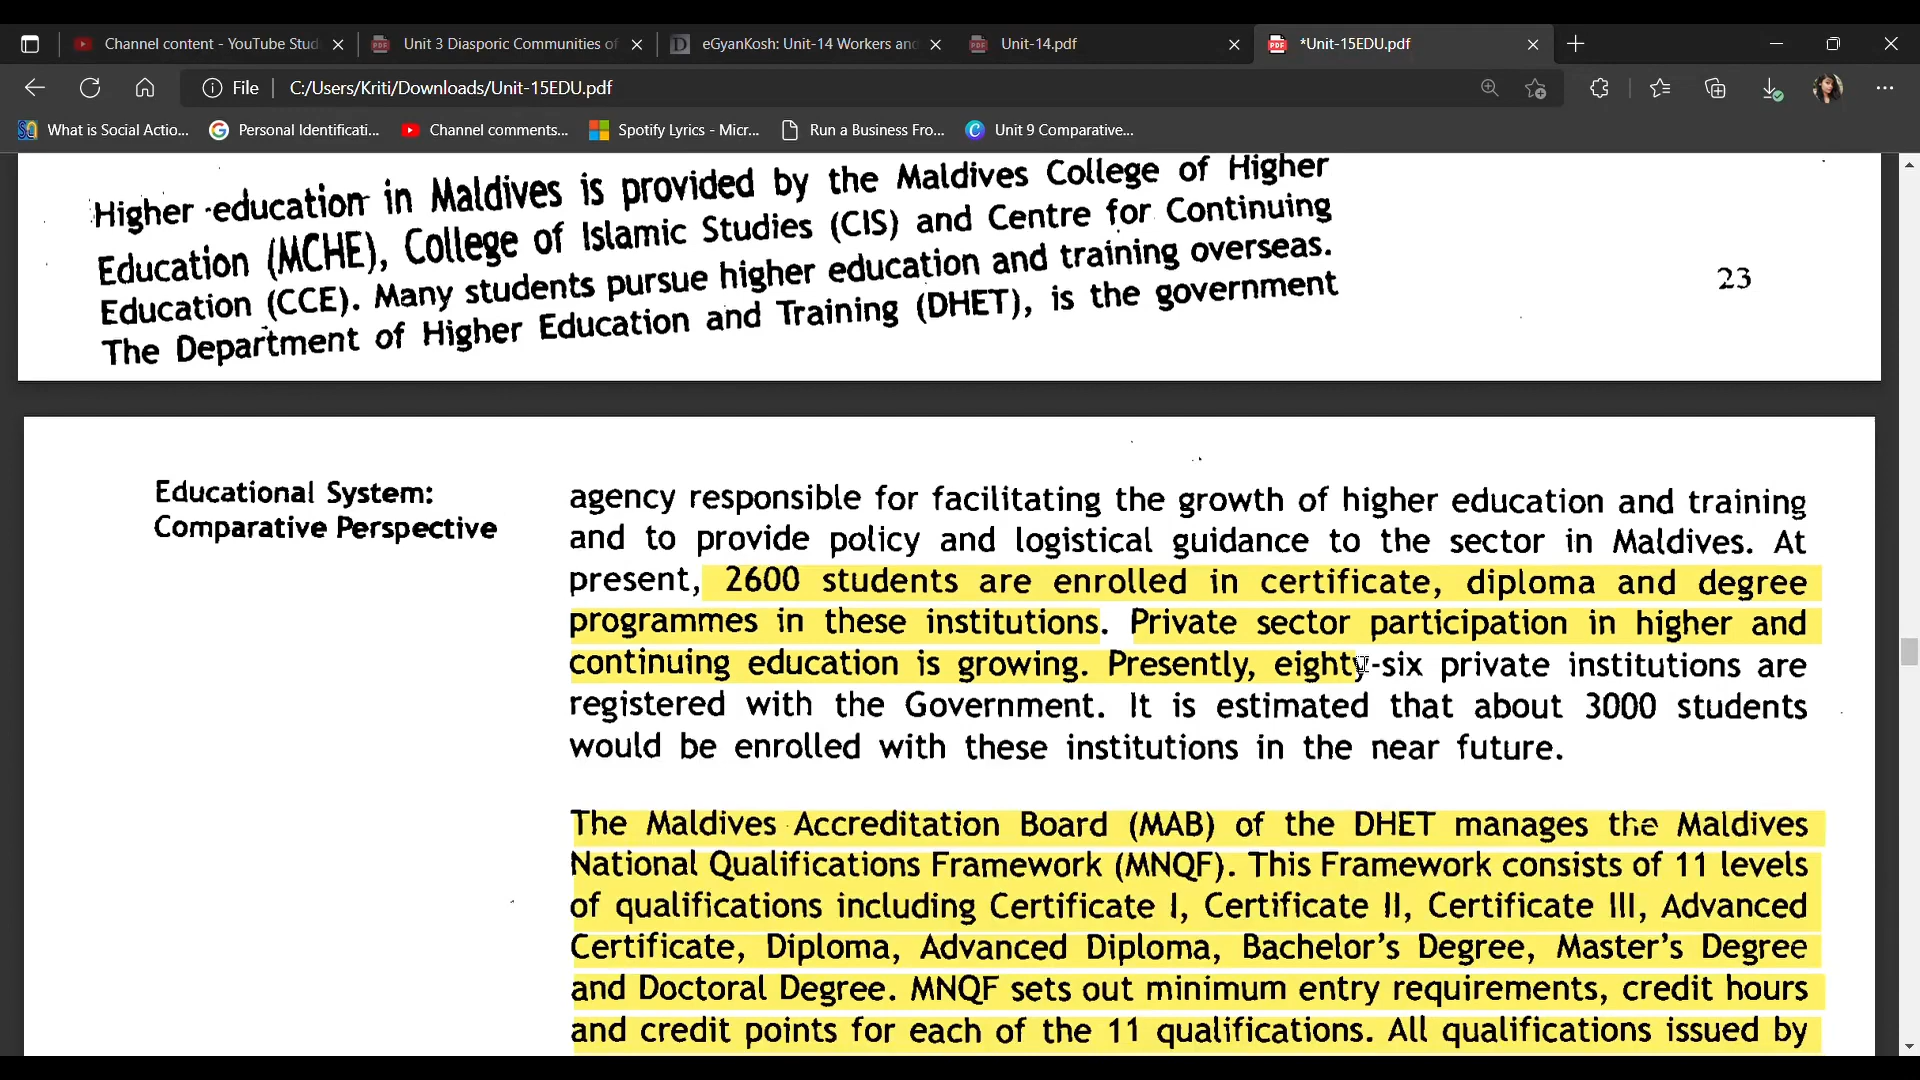 Channel content - YouTube Stud
Unit 3 Diasporic Communities of
eGyanKosh: Unit-14 Workers and
Unit-14.pdf
*Unit-15EDU.pdf
File
C:/Users/Kriti/Downloads/Unit-15EDU.pdf
What is Social Actio...
Personal Identificati...
Channel comments...
Spotify Lyrics - Micr...
Run a Business Fro...
Unit 9 Comparative...
Higher education in Maldives is provided by the Maldives College of Higher
Education (MCHE), College of Islamic Studies (CIS) and Centre for Continuing
Education (CCE). Many students pursue higher education and training overseas.
The Department of Higher Education and Training (DHET), is the government
23
Educational System:
Comparative Perspective
agency responsible for facilitating the growth of higher education and training
and to provide policy and logistical guidance to the sector in Maldives. At
present, 2600 students are enrolled in certificate, diploma and degree
programmes in these institutions. Private sector participation in higher and
continuing education is growing. Presently, eighty-six private institutions are
registered with the Government. It is estimated that about 3000 students
would be enrolled with these institutions in the near future.
The Maldives Accreditation Board (MAB) of the DHET manages the Maldives
National Qualifications Framework (MNQF). This Framework consists of 11 levels
of qualifications including Certificate I, Certificate II, Certificate III, Advanced
Certificate, Diploma, Advanced Diploma, Bachelor's Degree, Master's Degree
and Doctoral Degree. MNQF sets out minimum entry requirements, credit hours
and credit points for each of the 11 qualifications. All qualifications issued by